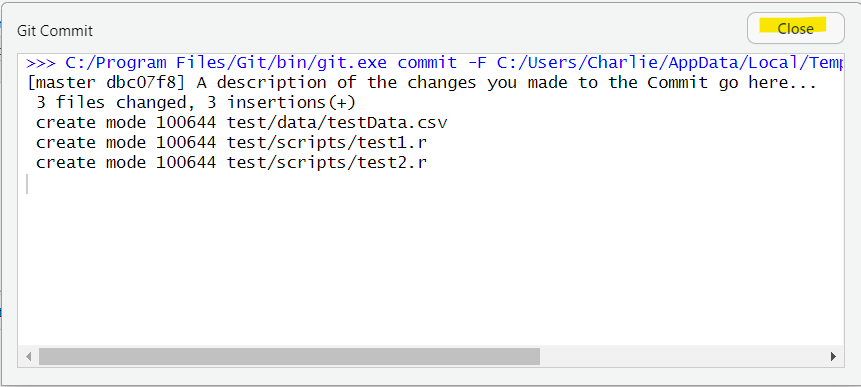 Git Commit
Close
>>> C:/Program Files/Git/bin/git.exe commit -F C:/Users/Charlie/AppData/Local/Temp
[master dbc07f8] A description of the changes you made to the Commit go here...
3 files changed, 3 insertions(+)
create mode 100644 test/data/testData.csv
create mode 100644 test/scripts/test1.r
create mode 100644 test/scripts/test2.r